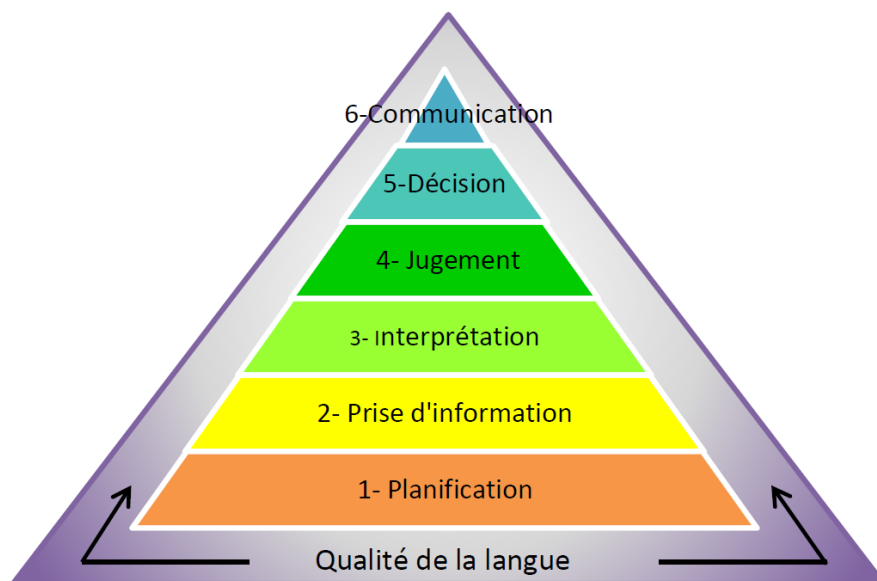 6-Communication
5-Décision
4- Jugement
3- Interprétation
2- Prise d'information
1- Planification
Qualité de la langue